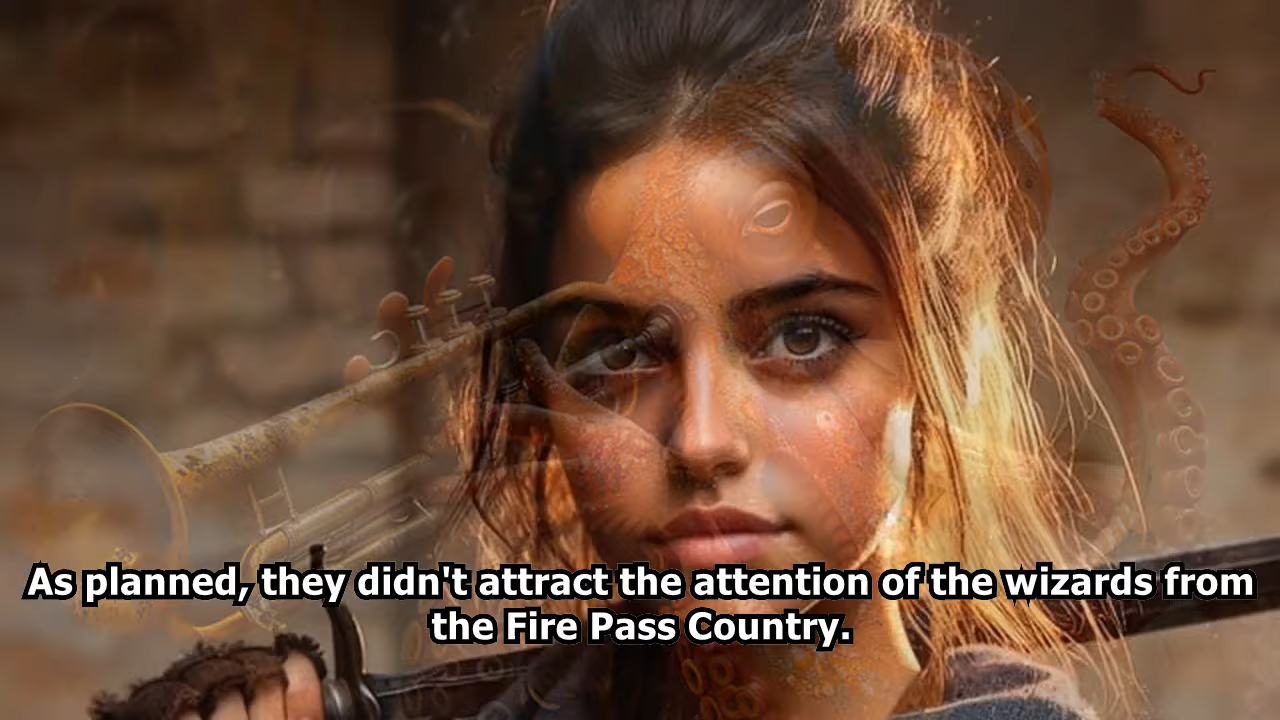 As planned, they didn't attract the attention of the wizards from
the Fire Pass Country.